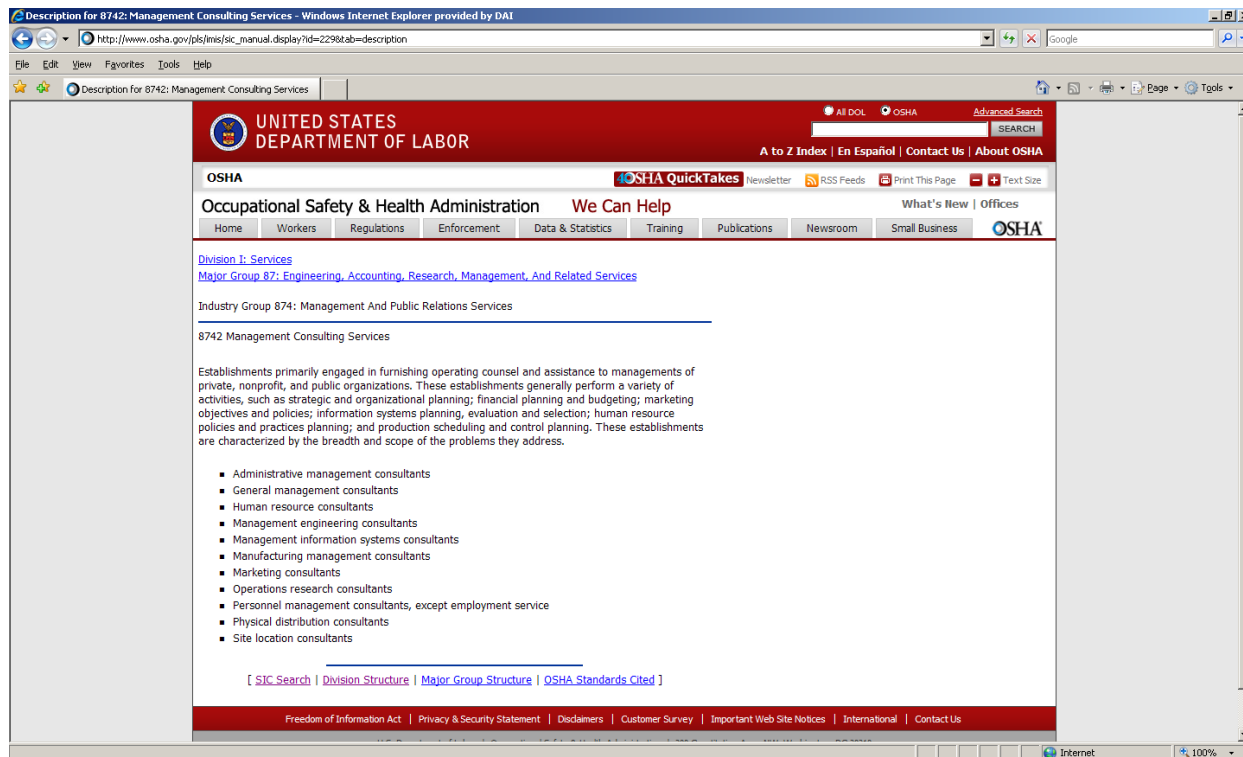 Description for 8742: Management Consulting Services - Windows Internet Explorer provided by DAI
http://www.osha.gov/pls/imis/sic_manual.display?id=229&tab=description
Google
File Edit View Favorites Tools Help
Description for 8742: Management Consulting Services
Page Tools
UNITED STATES
DEPARTMENT OF LABOR
All DOL OSHA Advanced Search
SEARCH
A to Z Index | En Español | Contact Us | About OSHA
OSHA
OSHA QuickTakes Newsletter RSS Feeds Print This Page Text Size
Occupational Safety & Health Administration We Can Help
What's New | Offices
Home Workers Regulations Enforcement Data & Statistics Training Publications Newsroom Small Business OSHA
Division I: Services
Major Group 87: Engineering, Accounting, Research, Management, And Related Services
Industry Group 874: Management And Public Relations Services
8742 Management Consulting Services
Establishments primarily engaged in furnishing operating counsel and assistance to managements of
private, nonprofit, and public organizations. These establishments generally perform a variety of
activities, such as strategic and organizational planning; financial planning and budgeting; marketing
objectives and policies; information systems planning, evaluation and selection; human resource
policies and practices planning; and production scheduling and control planning. These establishments
are characterized by the breadth and scope of the problems they address.
Administrative management consultants
General management consultants
Human resource consultants
Management engineering consultants
Management information systems consultants
Manufacturing management consultants
Marketing consultants
Operations research consultants
Personnel management consultants, except employment service
Physical distribution consultants
Site location consultants
[ SIC Search | Division Structure | Major Group Structure | OSHA Standards Cited ]
Freedom of Information Act | Privacy & Security Statement | Disclaimers | Customer Survey | Important Web Site Notices | International | Contact Us
Internet 100%